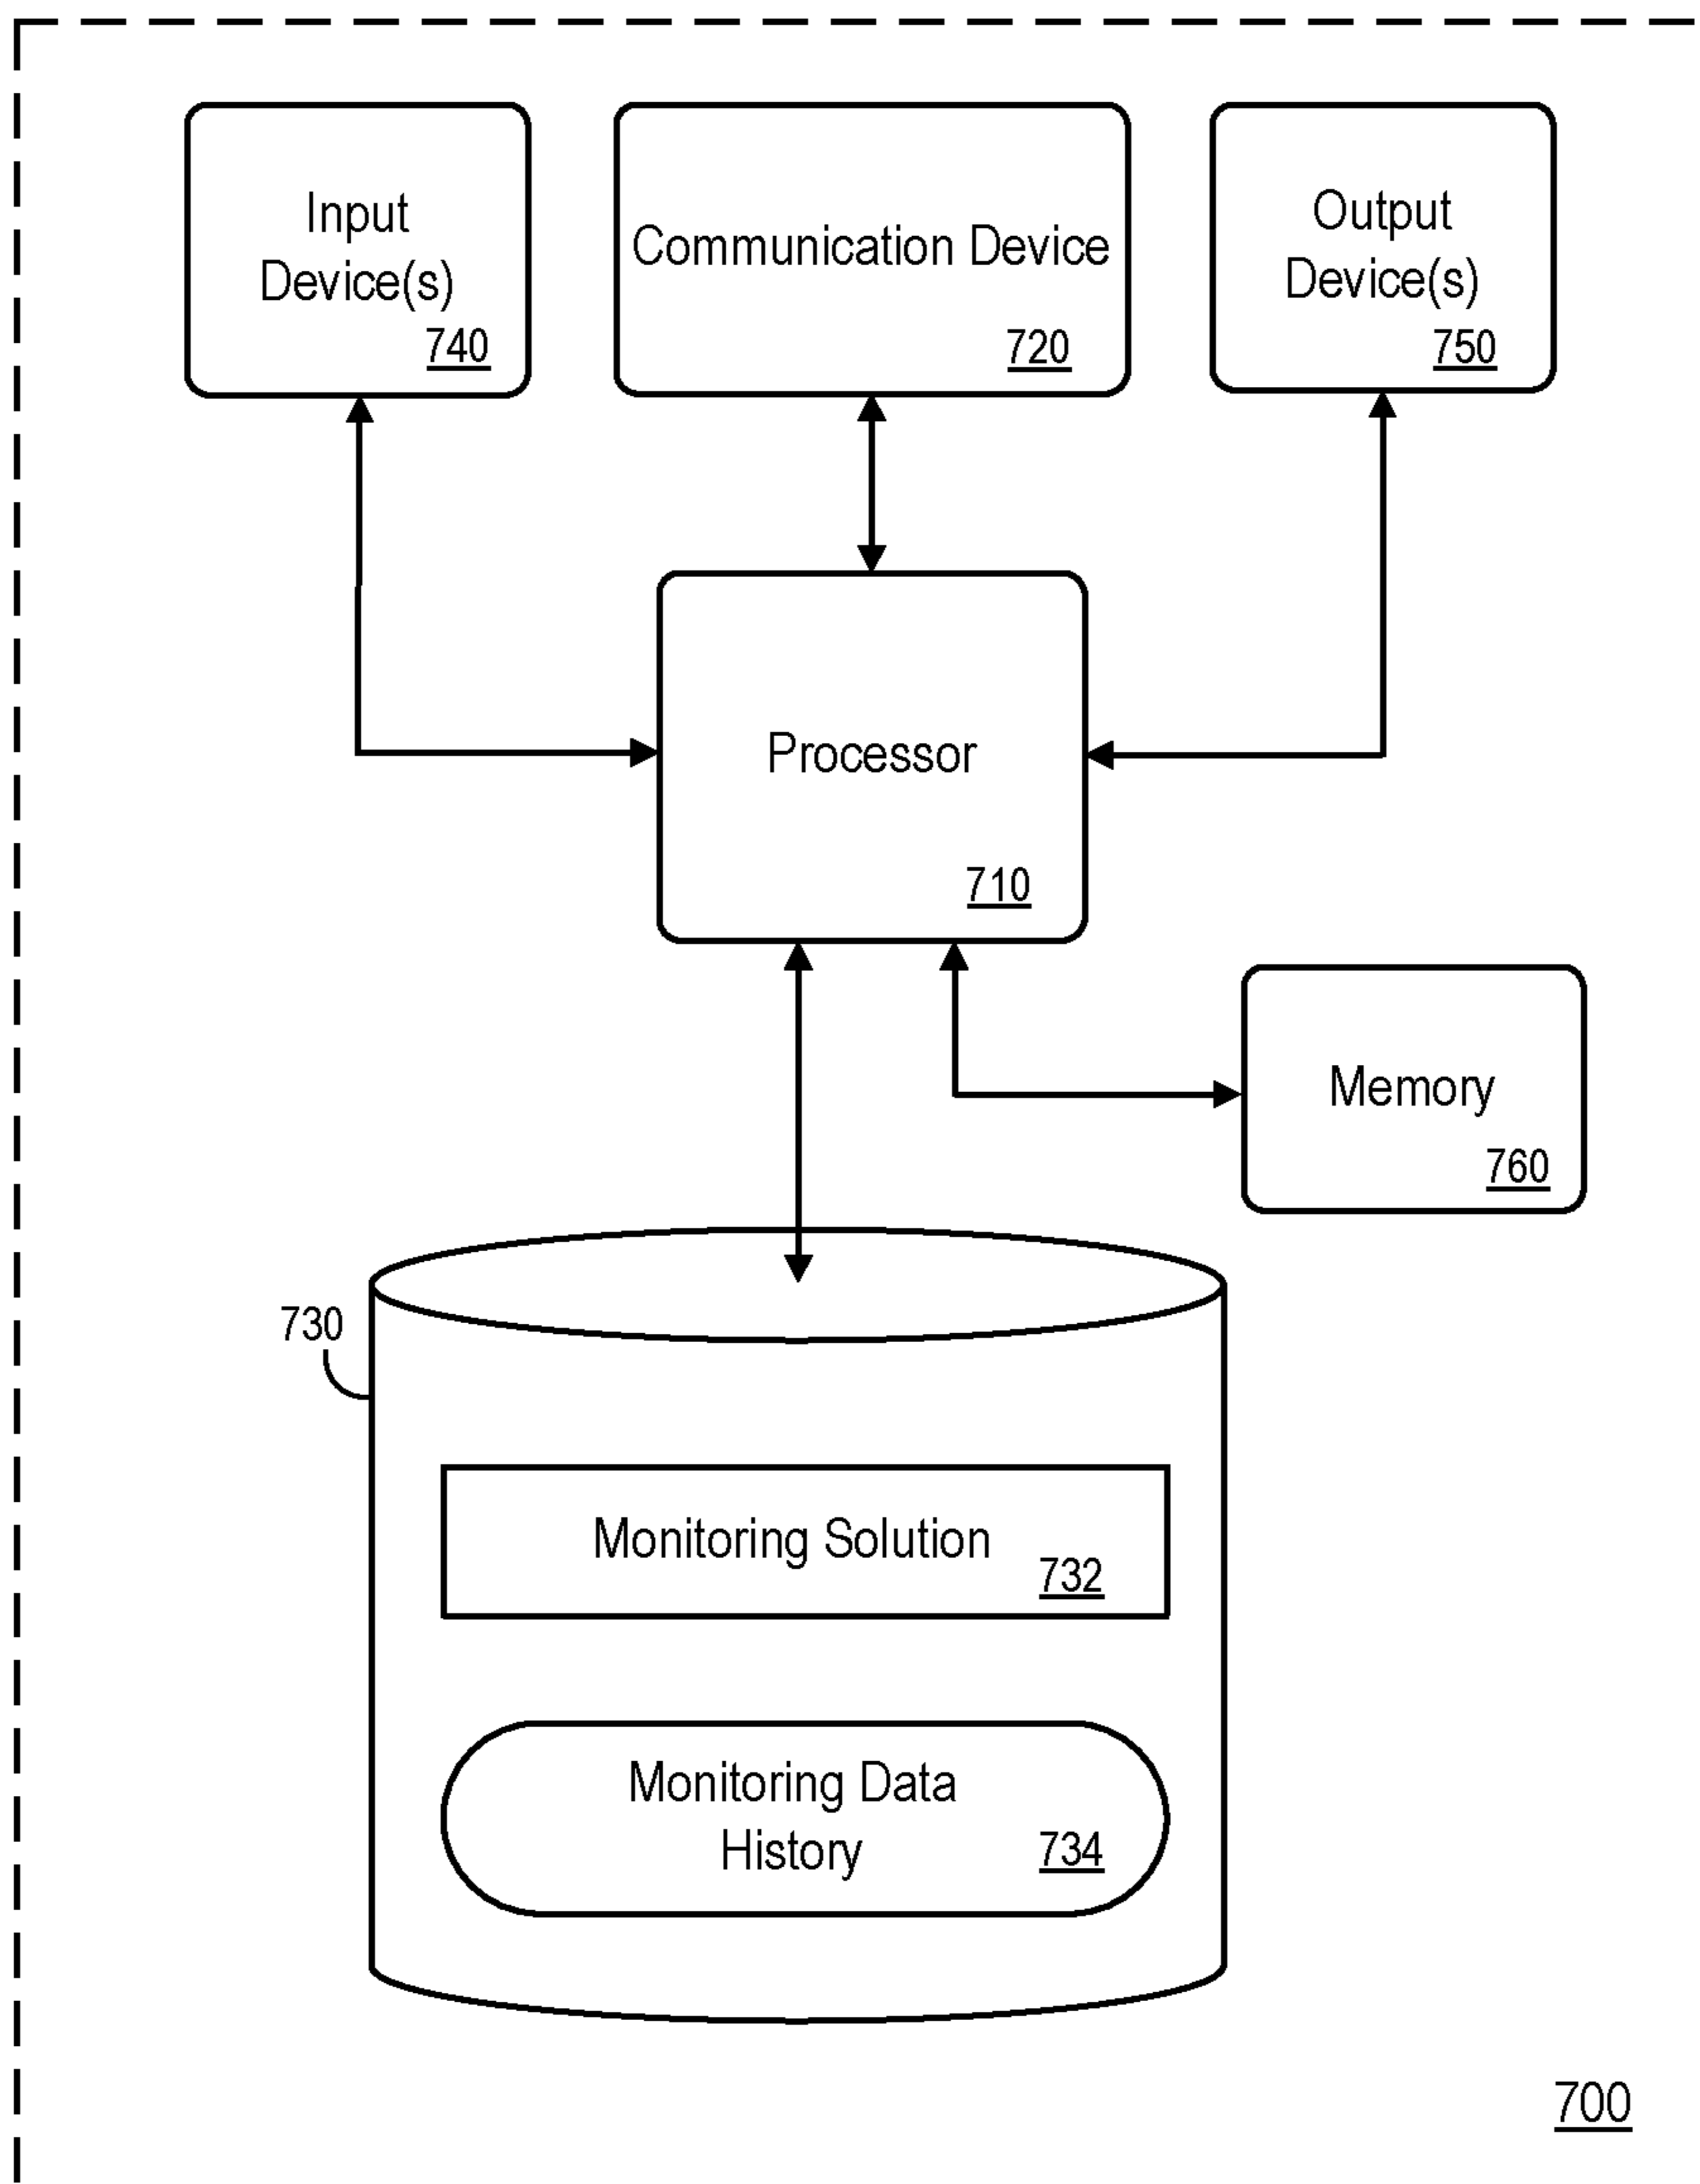 Input
Device(s)
740
Communication Device
720
Output
Device(s)
750
Processor
710
Memory
760
730
Monitoring Solution
732
Monitoring Data
History
734
700